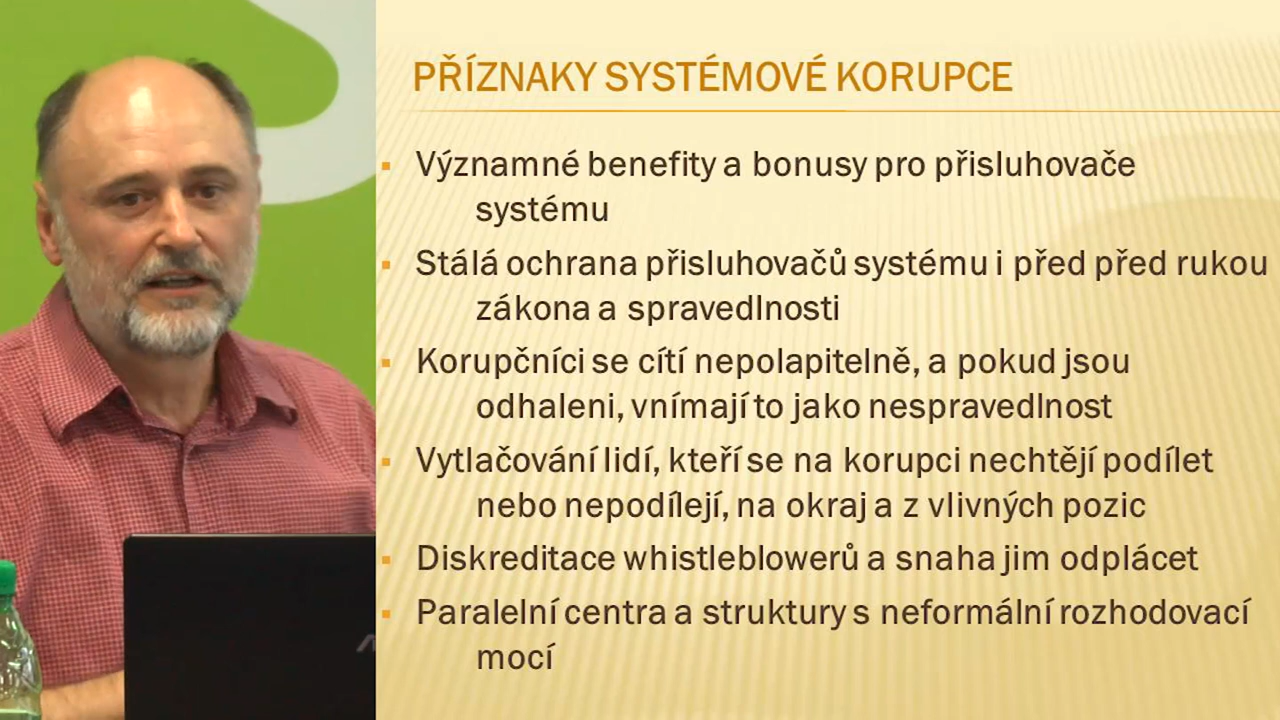 PŘÍZNAKY SYSTÉMOVÉ KORUPCE
Významné benefity a bonusy pro přisluhovače
systému
Stálá ochrana přisluhovačů systému i před před rukou
zákona a spravedlnosti
Korupčníci se cítí nepolapitelně, a pokud jsou
odhaleni, vnímají to jako nespravedlnost
Vytlačování lidí, kteří se na korupci nechtějí podílet
nebo nepodílejí, na okraj a z vlivných pozic
Diskreditace whistleblowerů a snaha jim odplácet
Paralelní centra a struktury s neformální rozhodovací
mocí